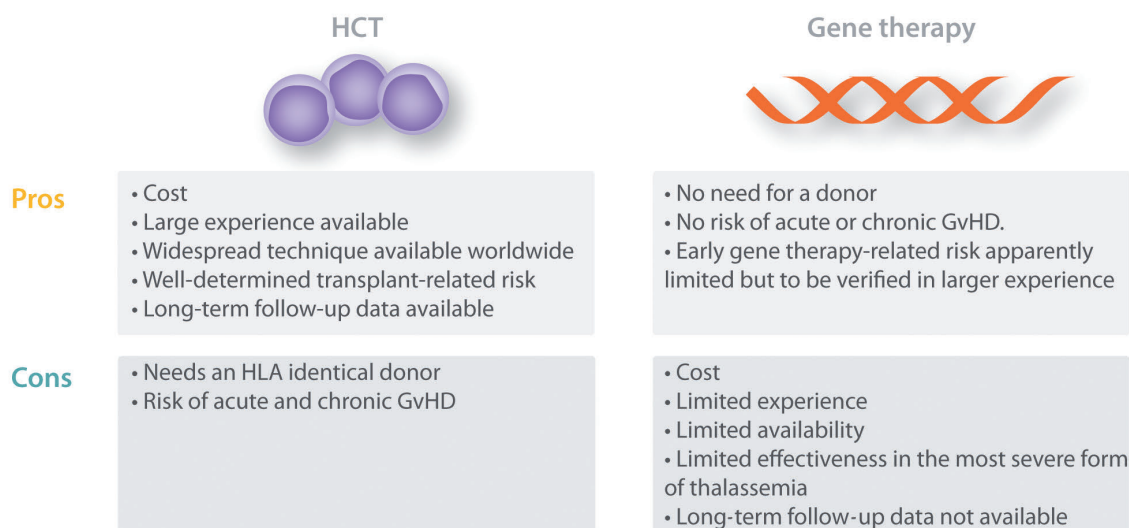 HCT
Gene therapy
Pros
• Cost
• Large experience available
• Widespread technique available worldwide
• Well-determined transplant-related risk
• Long-term follow-up data available
• No need for a donor
• No risk of acute or chronic GvHD.
• Early gene therapy-related risk apparently
limited but to be verified in larger experience
Cons
• Needs an HLA identical donor
• Risk of acute and chronic GvHD
• Cost
• Limited experience
• Limited availability
• Limited effectiveness in the most severe form
of thalassemia
• Long-term follow-up data not available